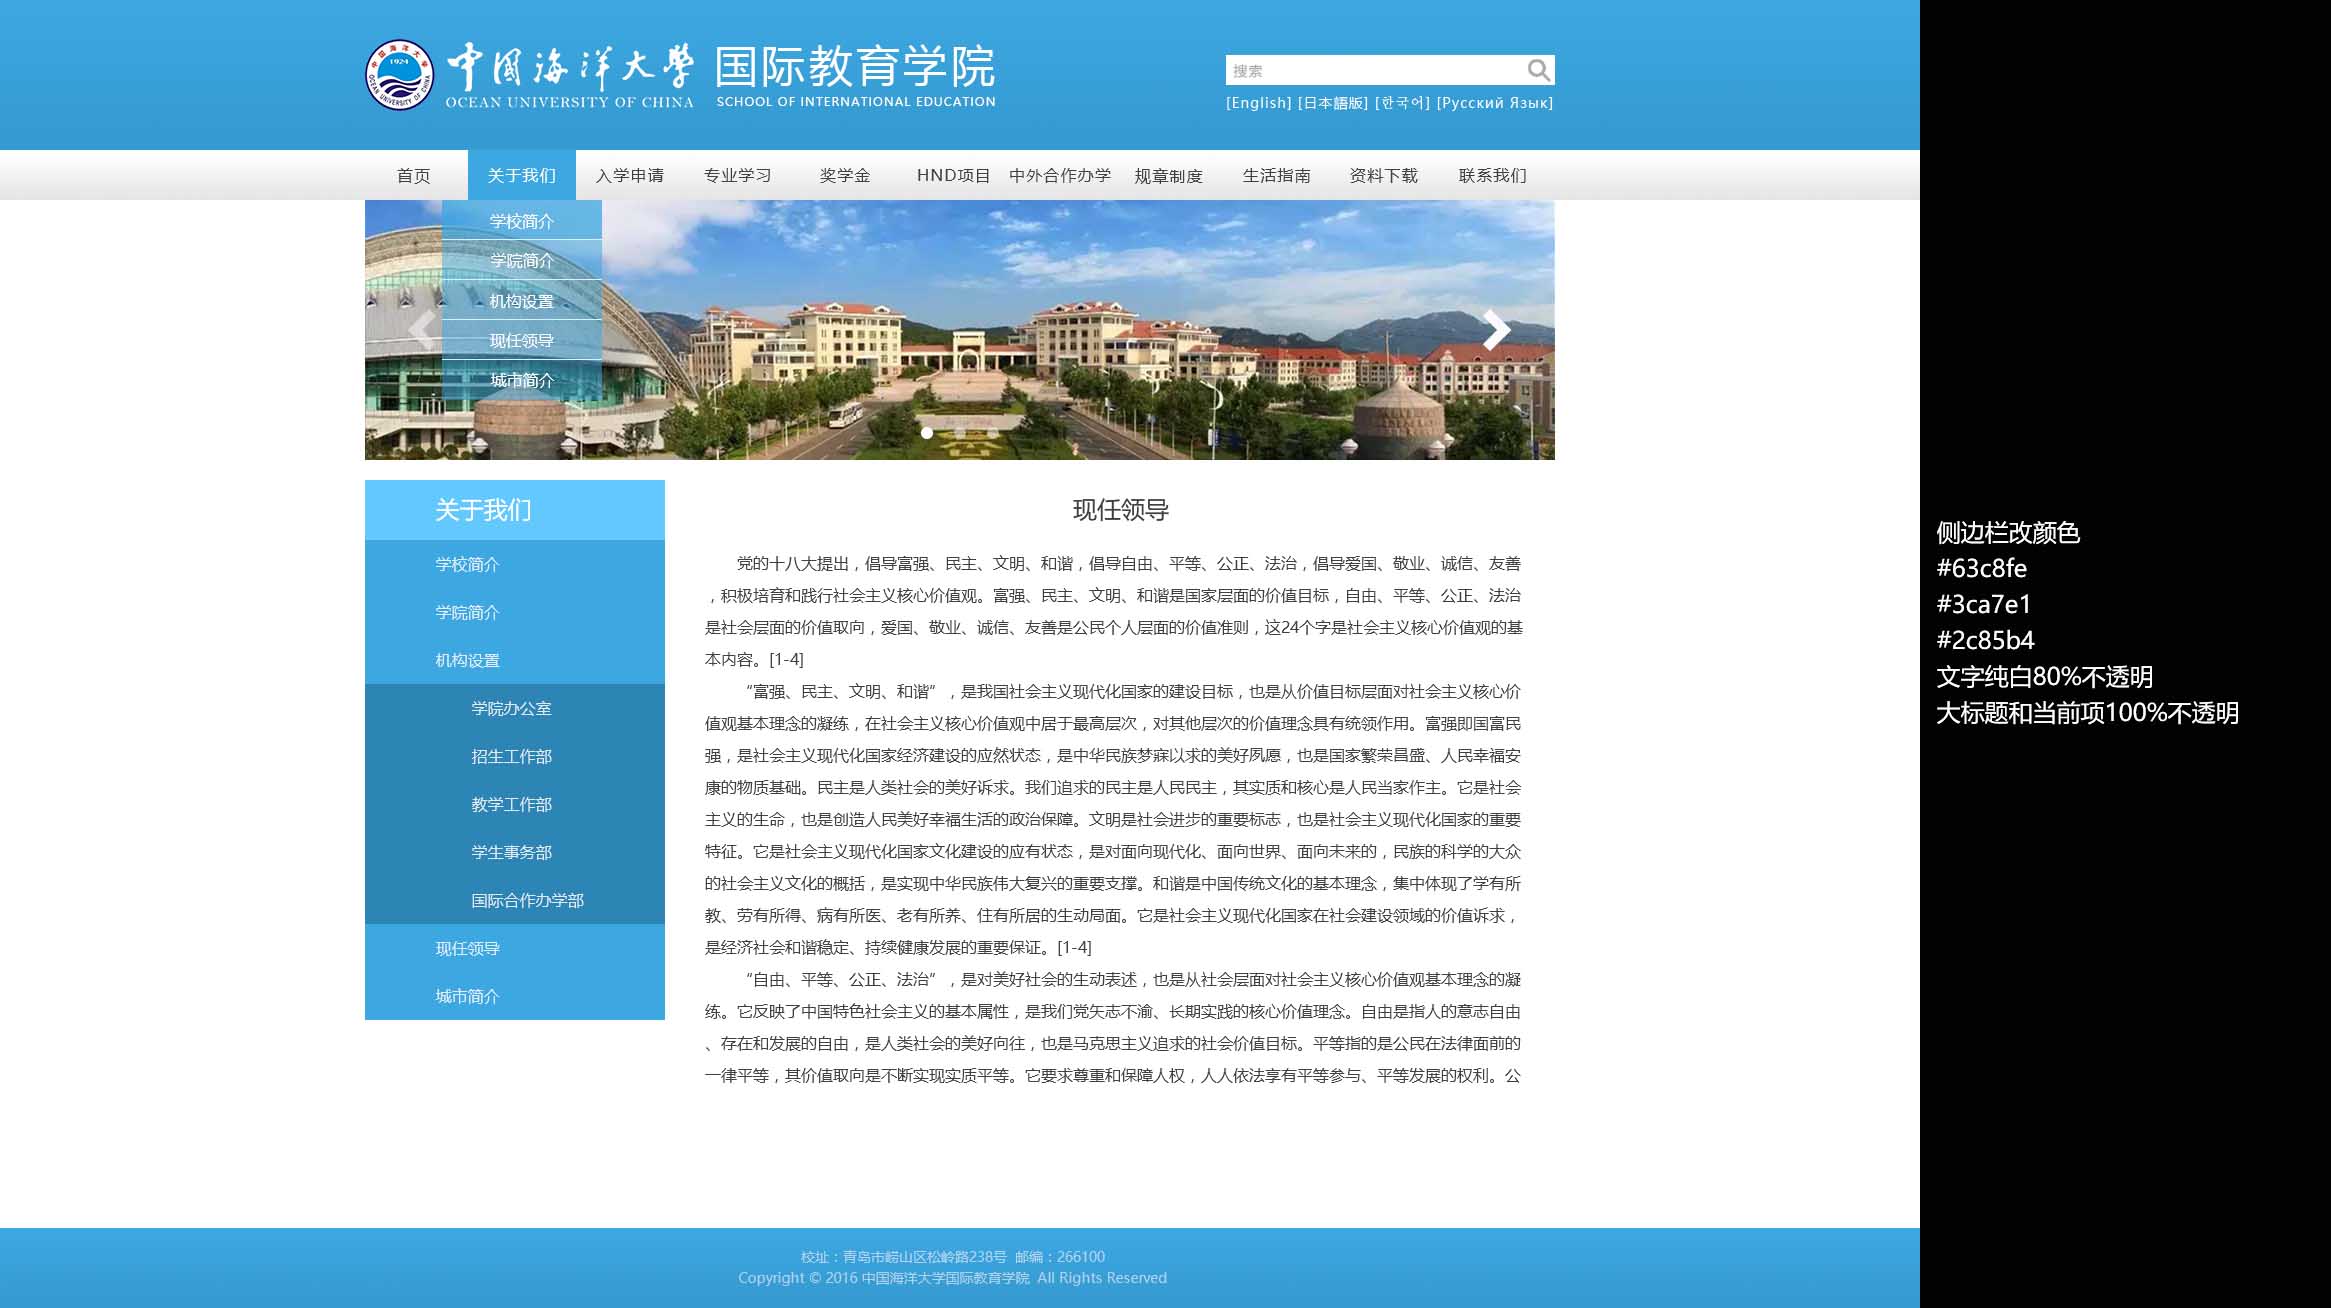 中国海洋大学 国际教育学院
OCEAN UNIVERSITY OF CHINA SCHOOL OF INTERNATIONAL EDUCATION
1924
搜索
[English] [日本語版] [한국어] [Русский Язык]
首页 关于我们 入学申请 专业学习 奖学金 HND项目 中外合作办学 规章制度 生活指南 资料下载 联系我们
学校简介
学院简介
机构设置
现任领导
城市简介
关于我们
学校简介
学院简介
机构设置
学院办公室
招生工作部
教学工作部
学生事务部
国际合作办学部
现任领导
城市简介
现任领导
党的十八大提出，倡导富强、民主、文明、和谐，倡导自由、平等、公正、法治，倡导爱国、敬业、诚信、友善
，积极培育和践行社会主义核心价值观。富强、民主、文明、和谐是国家层面的价值目标，自由、平等、公正、法治
是社会层面的价值取向，爱国、敬业、诚信、友善是公民个人层面的价值准则，这24个字是社会主义核心价值观的基
本内容。[1-4]
“富强、民主、文明、和谐”，是我国社会主义现代化国家的建设目标，也是从价值目标层面对社会主义核心价
值观基本理念的凝练，在社会主义核心价值观中居于最高层次，对其他层次的价值理念具有统领作用。富强即国富民
强，是社会主义现代化国家经济建设的应然状态，是中华民族梦寐以求的美好夙愿，也是国家繁荣昌盛、人民幸福安
康的物质基础。民主是人类社会的美好诉求。我们追求的民主是人民民主，其实质和核心是人民当家作主。它是社会
主义的生命，也是创造人民美好幸福生活的政治保障。文明是社会进步的重要标志，也是社会主义现代化国家的重要
特征。它是社会主义现代化国家文化建设的应有状态，是对面向现代化、面向世界、面向未来的，民族的科学的大众
的社会主义文化的概括，是实现中华民族伟大复兴的重要支撑。和谐是中国传统文化的基本理念，集中体现了学有所
教、劳有所得、病有所医、老有所养、住有所居的生动局面。它是社会主义现代化国家在社会建设领域的价值诉求，
是经济社会和谐稳定、持续健康发展的重要保证。[1-4]
“自由、平等、公正、法治”，是对美好社会的生动表述，也是从社会层面对社会主义核心价值观基本理念的凝
练。它反映了中国特色社会主义的基本属性，是我们党矢志不渝、长期实践的核心价值理念。自由是指人的意志自由
、存在和发展的自由，是人类社会的美好向往，也是马克思主义追求的社会价值目标。平等指的是公民在法律面前的
一律平等，其价值取向是不断实现实质平等。它要求尊重和保障人权，人人依法享有平等参与、平等发展的权利。公
侧边栏改颜色
#63c8fe
#3ca7e1
#2c85b4
文字纯白80%不透明
大标题和当前项100%不透明
校址：青岛市崂山区松岭路238号 邮编：266100
Copyright © 2016 中国海洋大学国际教育学院 All Rights Reserved